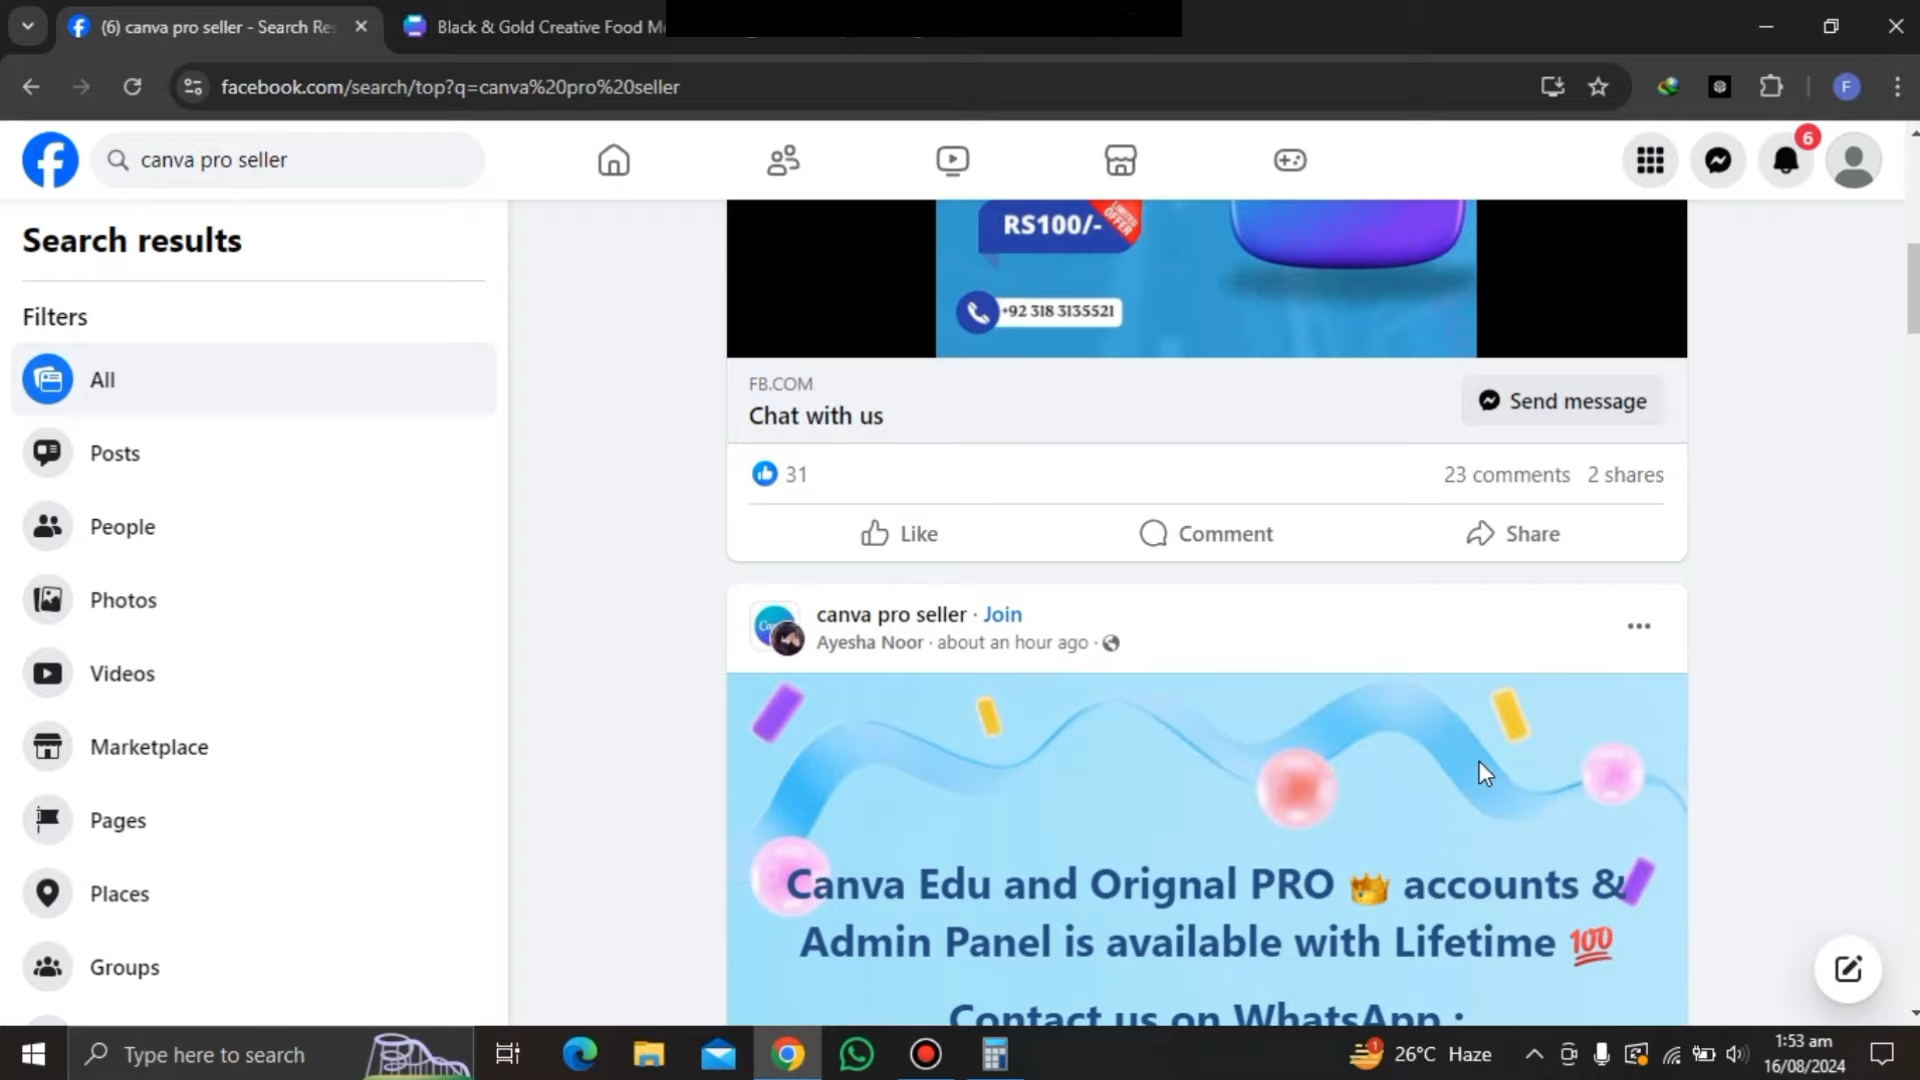 (6) canva pro seller - Search Res
Black & Gold Creative Food M
facebook.com/search/top?q=canva%20pro%20seller
F
canva pro seller
6
Search results
Filters
All
Posts
People
Photos
Videos
Marketplace
Pages
Places
Groups
RS100/-
LIMITED
OFFER
+92 318 3135521
FB.COM
Chat with us
Send message
31
23 comments 2 shares
Like
Comment
Share
canva pro seller · Join
Ayesha Noor · about an hour ago ·
Canva Edu and Orignal PRO 👑 accounts &
Admin Panel is available with Lifetime 💯
Contact us on WhatsApp :
Type here to search
1
26°C Haze
1:53 am
16/08/2024